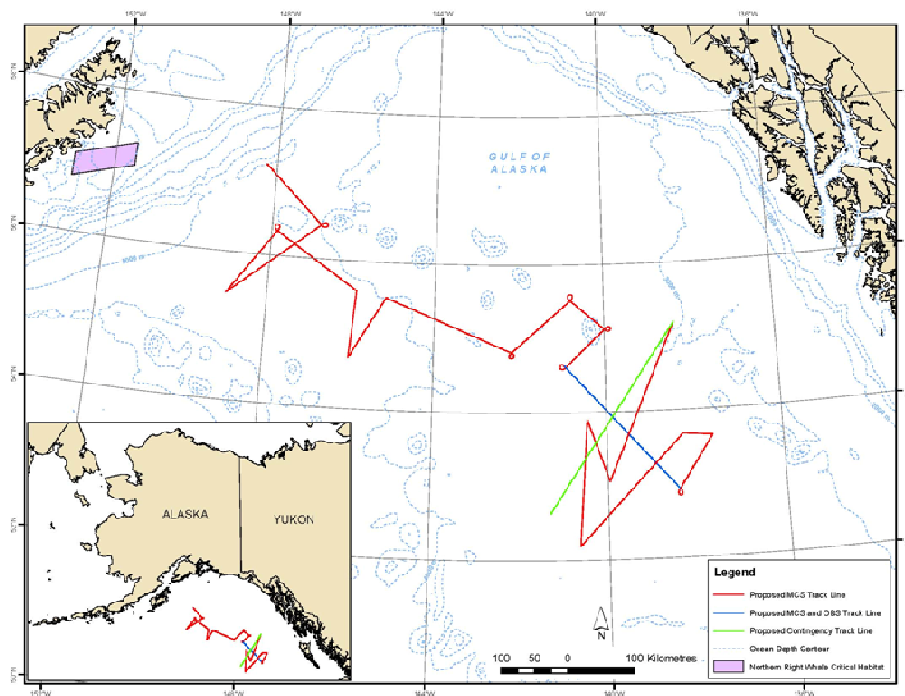 GULF OF
ALASKA
ALASKA
YUKON
Legend
Proposed MCS Track Line
Proposed MCS and OBS Track Line
Proposed Contingency Track Line
Ocean Depth Contour
Northern Right Whale Critical Habitat
N
100 50 0 100 Kilometres